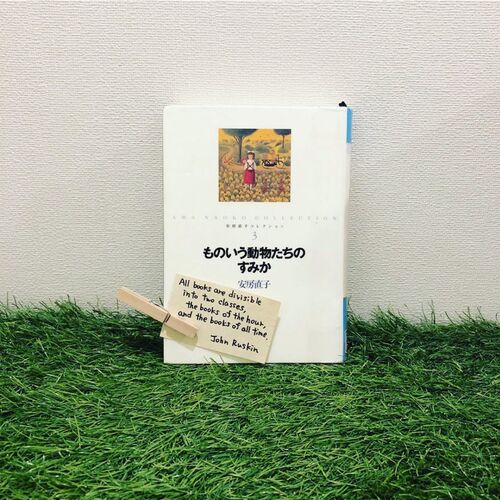 AWA NAOKO COLLECTION
安房直子コレクション
3
ものいう動物たちの
すみか
安房直子
All books are divisible
into two classes,
the books of the hour,
and the books of all time.
John Ruskin